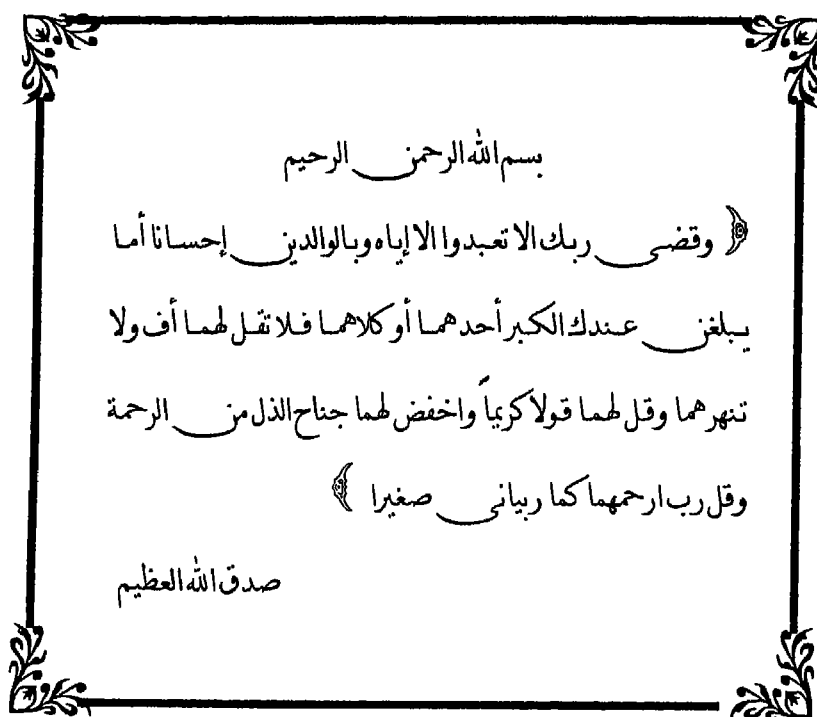 بسم الله الرحمن الرحيم
﴿ وقضى ربك الا تعبدوا الا إياه وبالوالدين إحسانا أما
يبلغن عندك الكبر أحدهما أو كلاهما فلا تقل لهما أف ولا
تنهرهما وقل لهما قولاً كريماً واخفض لهما جناح الذل من الرحمة
وقل رب ارحمهما كما ربيانى صغيرا ﴾
صدق الله العظيم